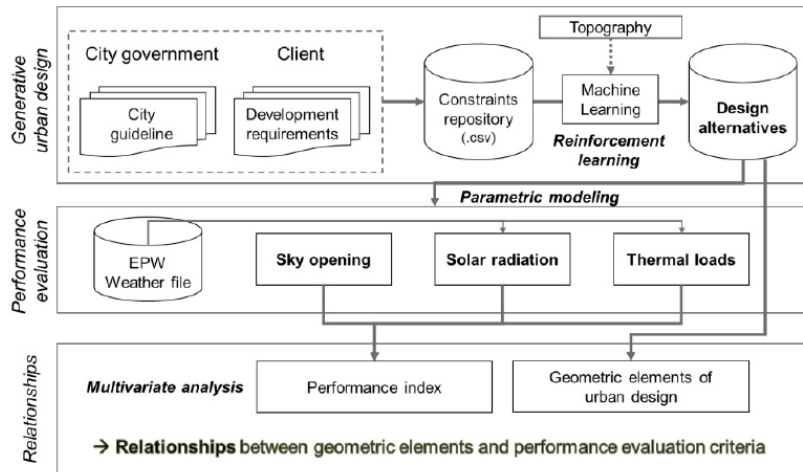 Generative
urban design
City government
Client
City
guideline
Development
requirements
Constraints
repository
(.csv)
Topography
Machine
Learning
Reinforcement
learning
Design
alternatives
Parametric modeling
Performance
evaluation
EPW
Weather file
Sky opening
Solar radiation
Thermal loads
Relationships
Multivariate analysis
Performance index
Geometric elements of
urban design
→ Relationships between geometric elements and performance evaluation criteria